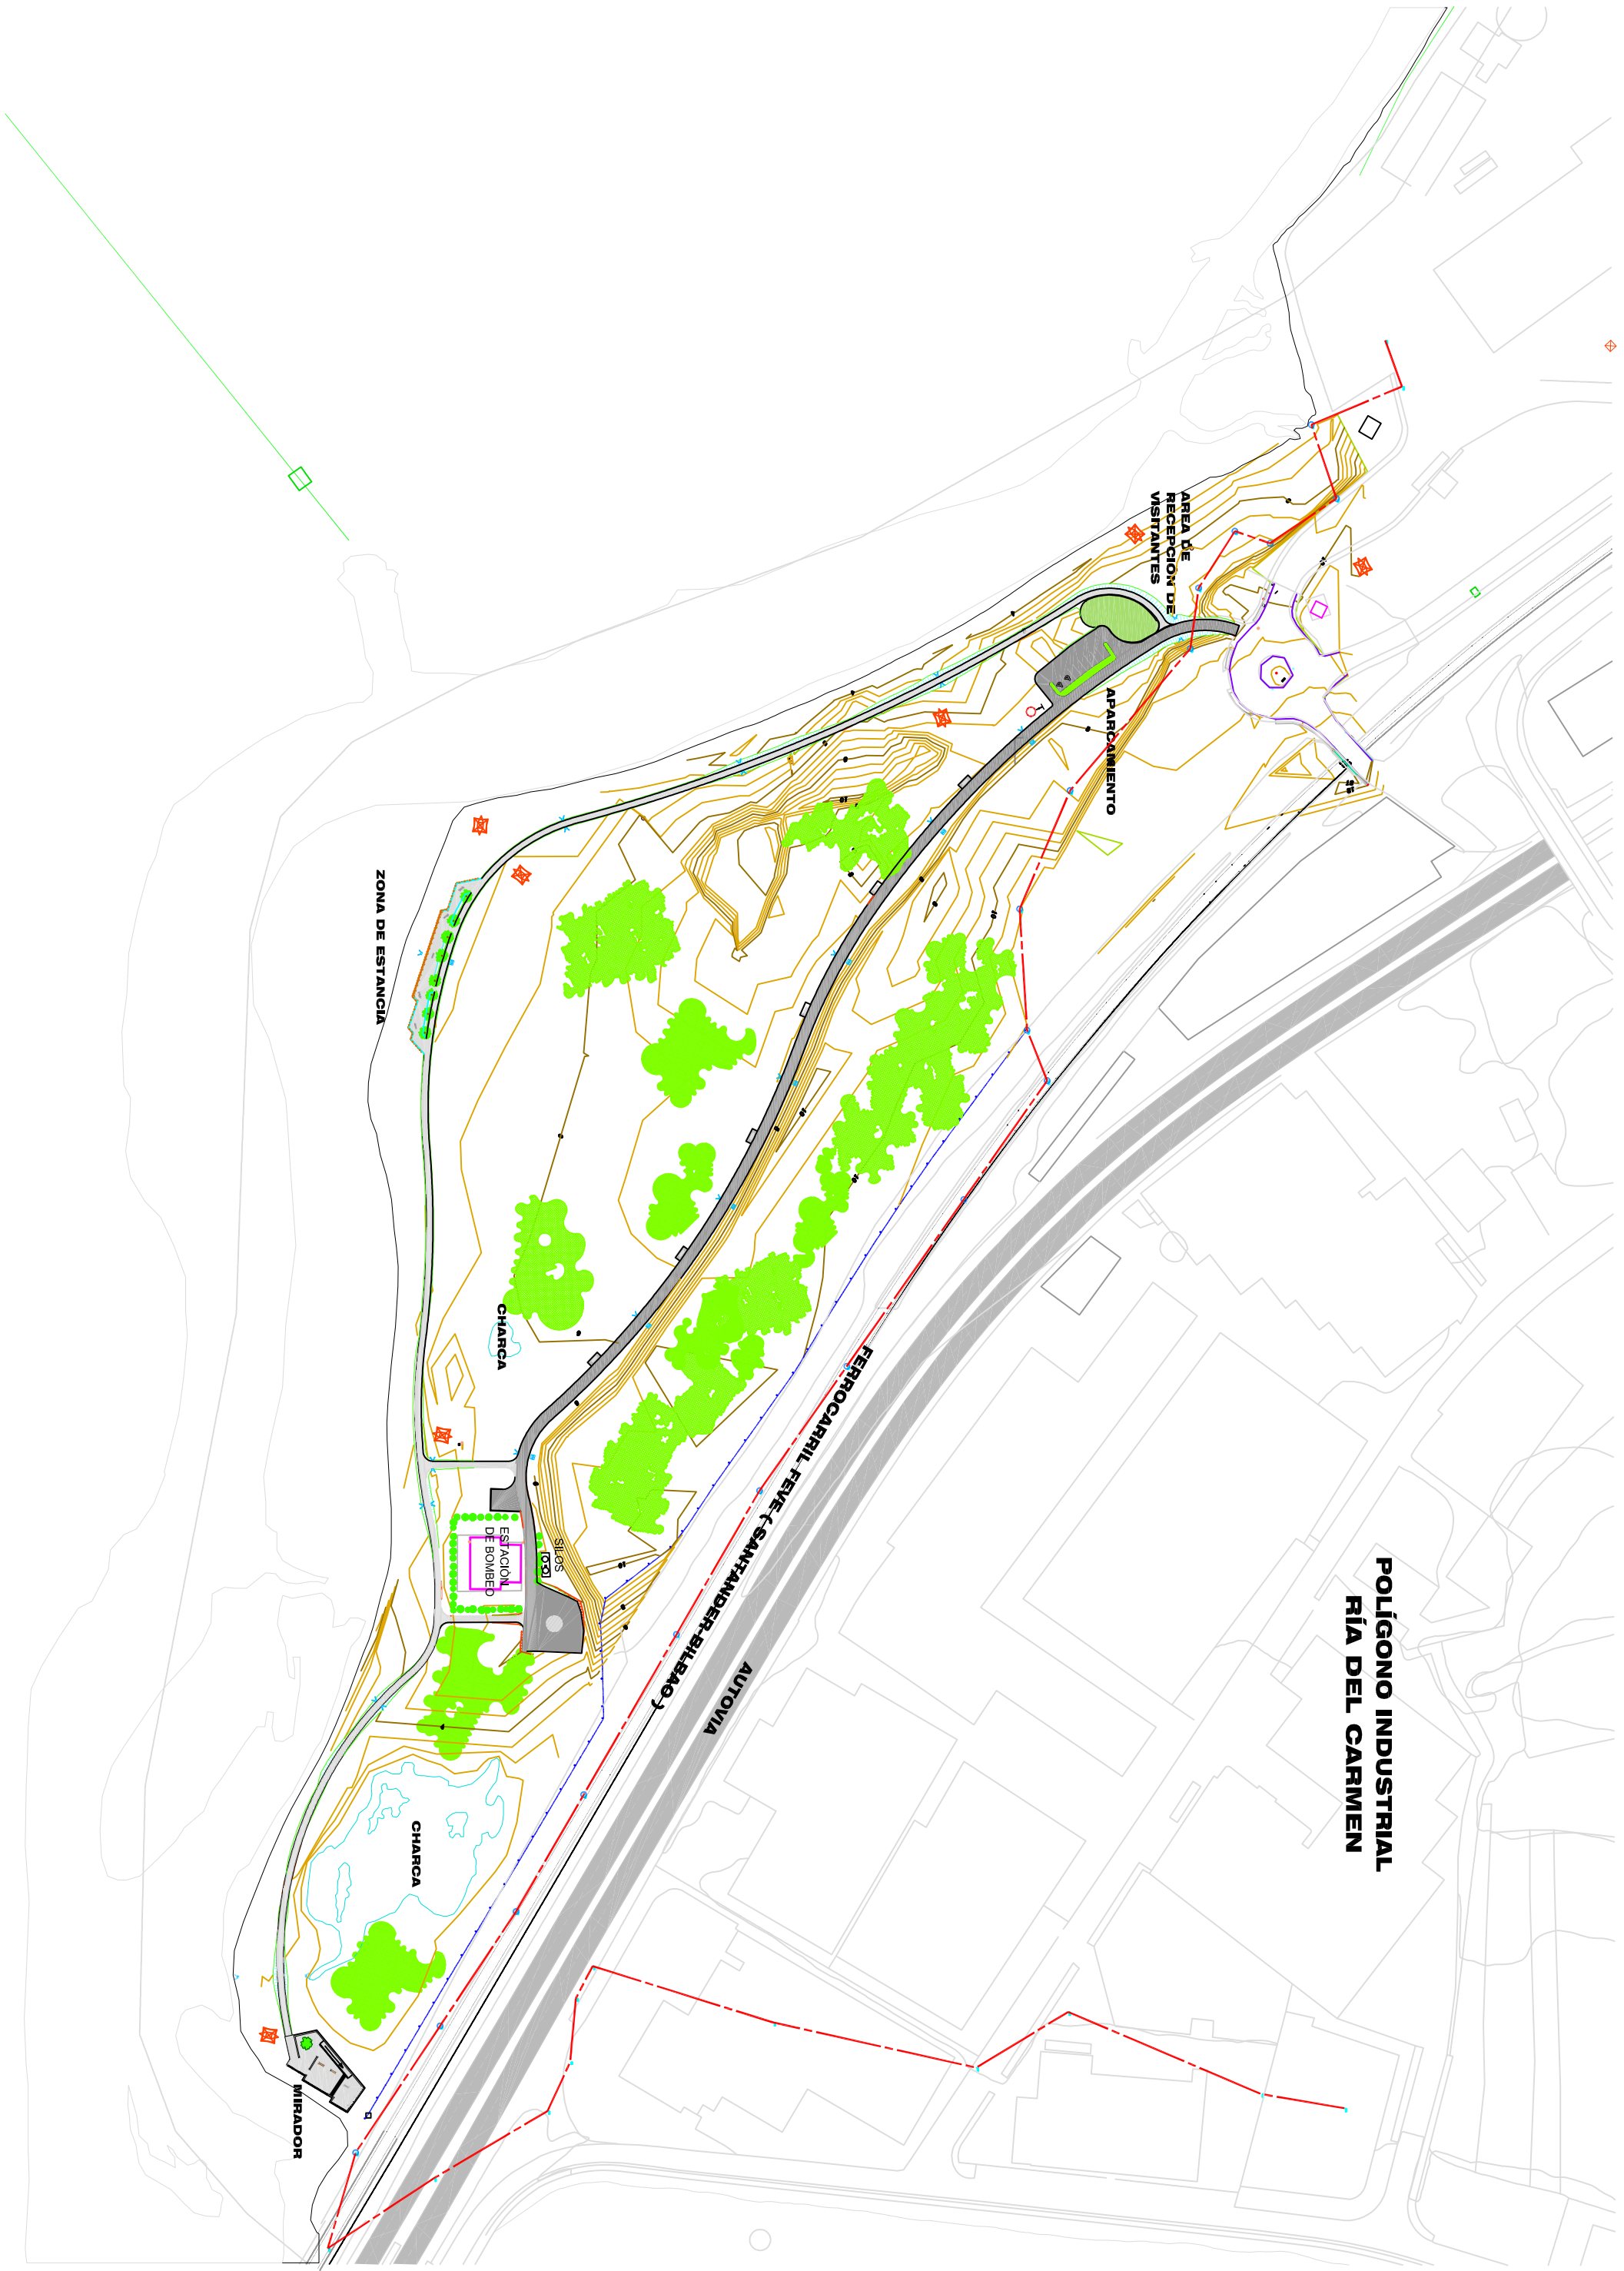 AREA DE
RECEPCION DE
VISITANTES
APARCAMIENTO
ZONA DE ESTANCIA
CHARCA
FERROCARRIL FEVE ( SANTANDER-BILBAO )
AUTOVIA
SILOS
ESTACIÓN
DE BOMBEO
POLÍGONO INDUSTRIAL
RÍA DEL CARMEN
CHARCA
MIRADOR